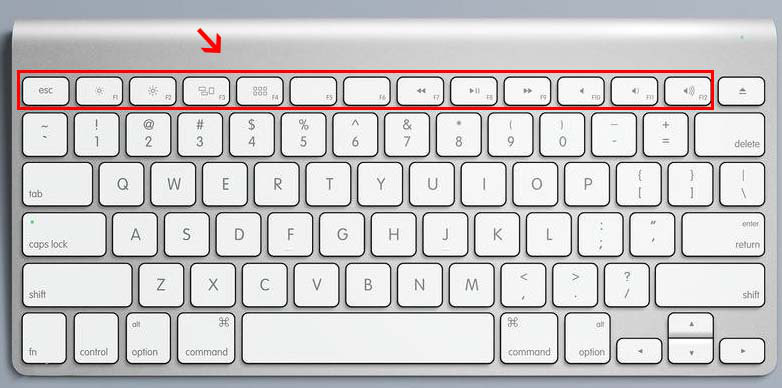 esc F1 F2 F3 F4 F5 F6 F7 F8 F9 F10 F11 F12
~ ! @ # $ % ^ & * ( ) – +
` 1 2 3 4 5 6 7 8 9 0 - = delete
tab Q W E R T Y U I O P { [ } ] | \
caps lock A S D F G H J K L : ; " ' enter return
shift Z X C V B N M < , > . ? / shift
fn control alt option ⌘ command ⌘ command alt option